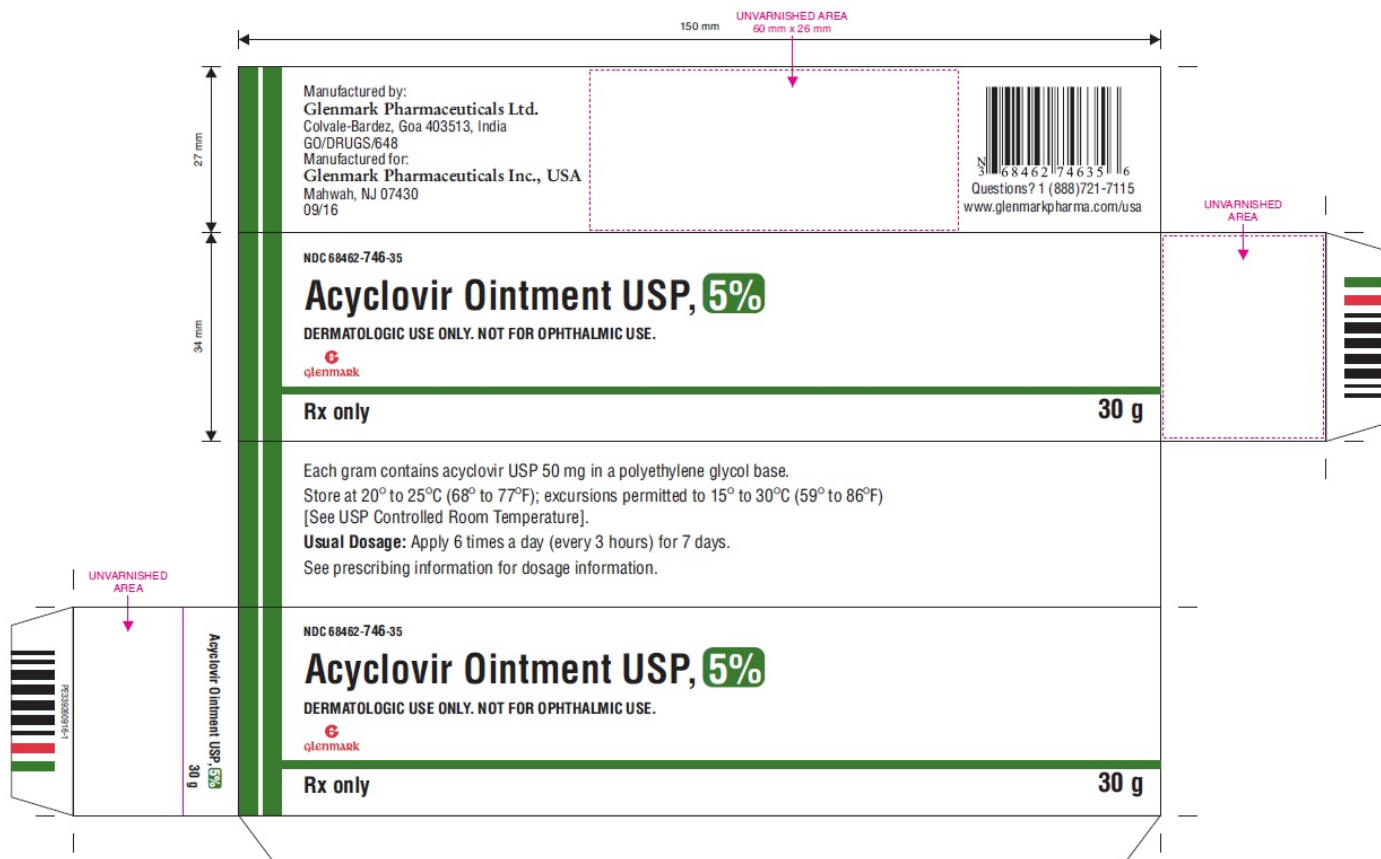 UNVARNISHED AREA
60 mm x 26 mm
150 mm
27 mm
Manufactured by:
Glenmark Pharmaceuticals Ltd.
Colvale-Bardez, Goa 403513, India
GO/DRUGS/648
Manufactured for:
Glenmark Pharmaceuticals Inc., USA
Mahwah, NJ 07430
09/16
N
3 68462 74635 6
Questions? 1 (888)721-7115
www.glenmarkpharma.com/usa
UNVARNISHED
AREA
34 mm
NDC 68462-746-35
Acyclovir Ointment USP, 5%
DERMATOLOGIC USE ONLY. NOT FOR OPHTHALMIC USE.
glenmark
Rx only 30 g
Each gram contains acyclovir USP 50 mg in a polyethylene glycol base.
Store at 20° to 25°C (68° to 77°F); excursions permitted to 15° to 30°C (59° to 86°F)
[See USP Controlled Room Temperature].
Usual Dosage: Apply 6 times a day (every 3 hours) for 7 days.
See prescribing information for dosage information.
UNVARNISHED
AREA
PE339260916-1
Acyclovir Ointment USP, 5%
30 g
NDC 68462-746-35
Acyclovir Ointment USP, 5%
DERMATOLOGIC USE ONLY. NOT FOR OPHTHALMIC USE.
glenmark
Rx only 30 g